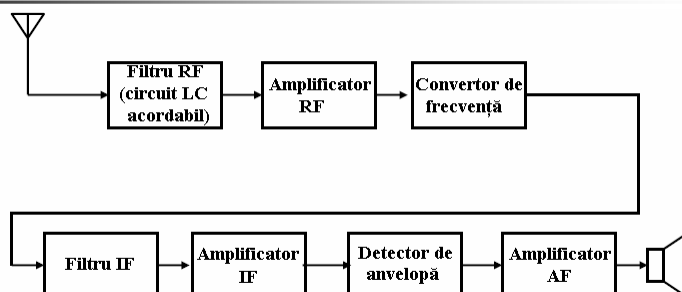 Filtru RF
(circuit LC
acordabil)
Amplificator
RF
Convertor de
frecvență
Filtru IF
Amplificator
IF
Detector de
anvelopă
Amplificator
AF